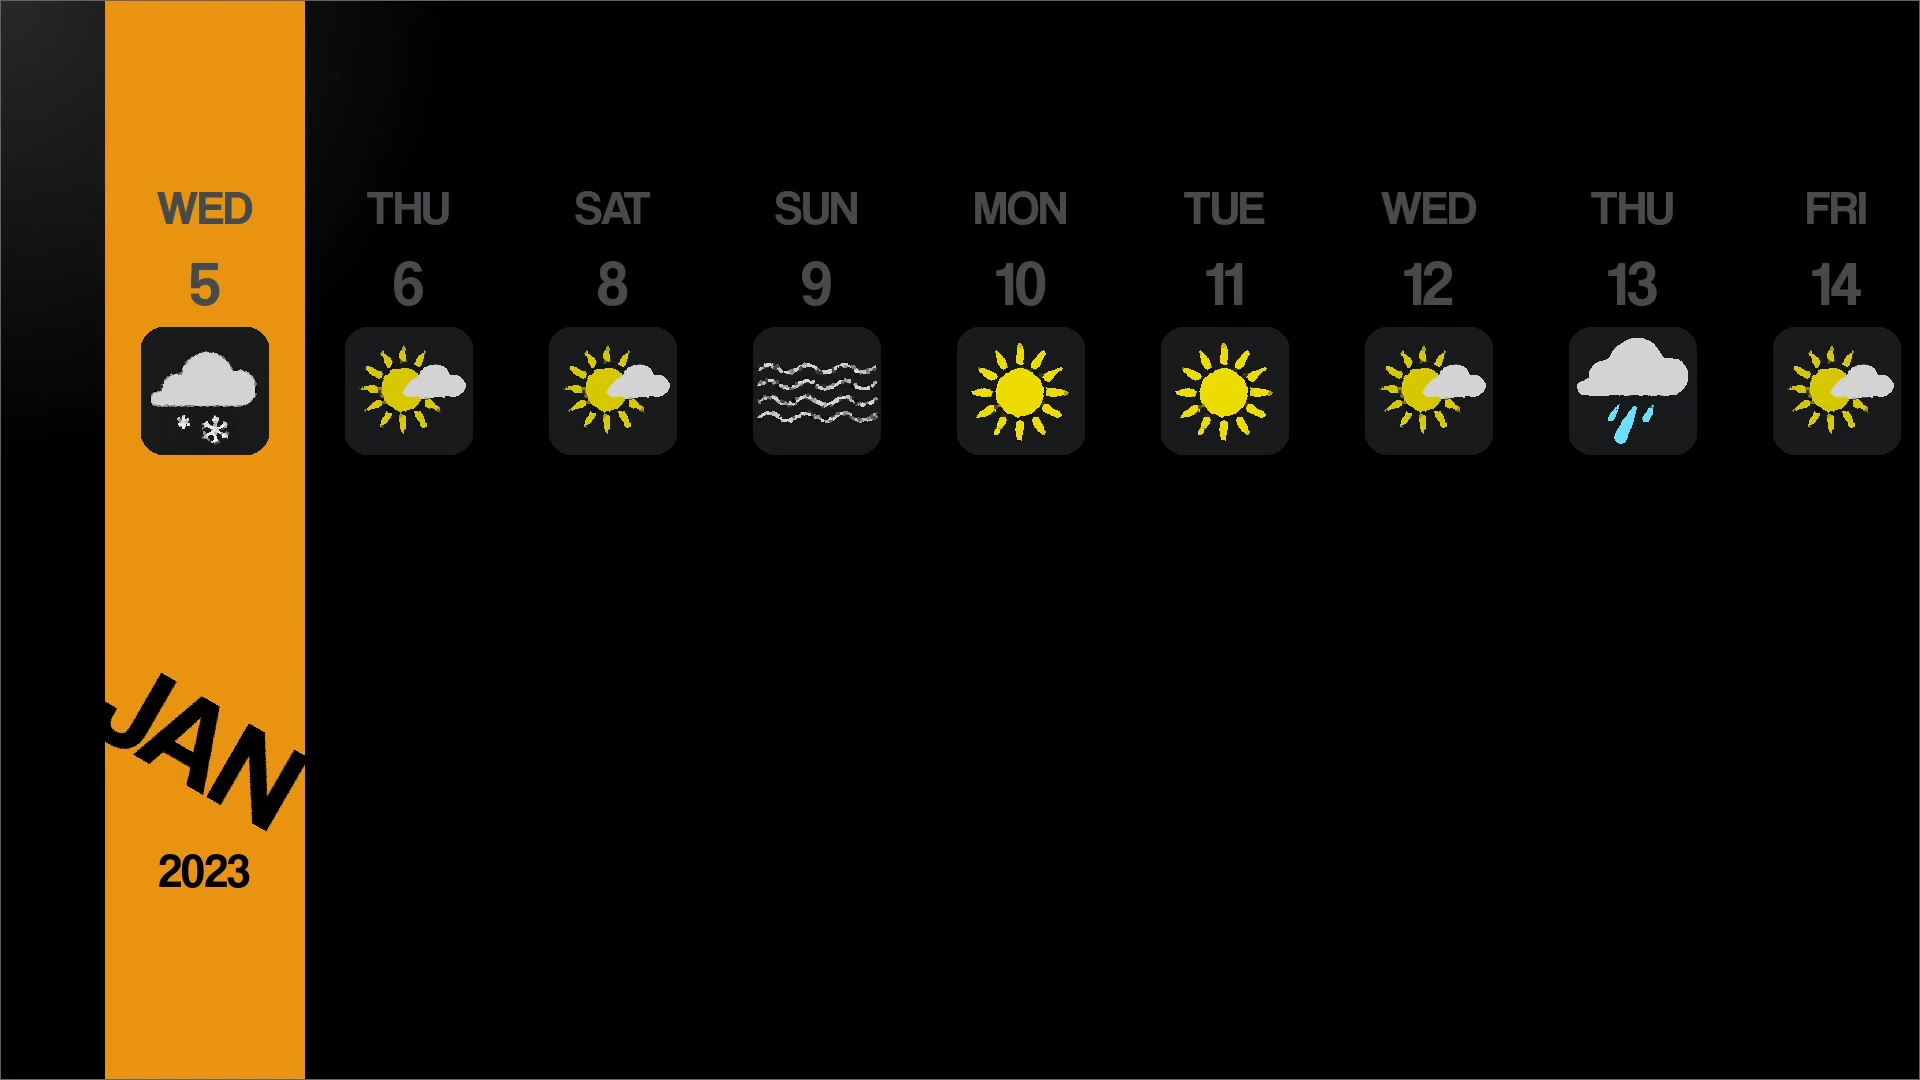 WED THU SAT SUN MON TUE WED THU FRI
5 6 8 9 10 11 12 13 14
JAN
2023